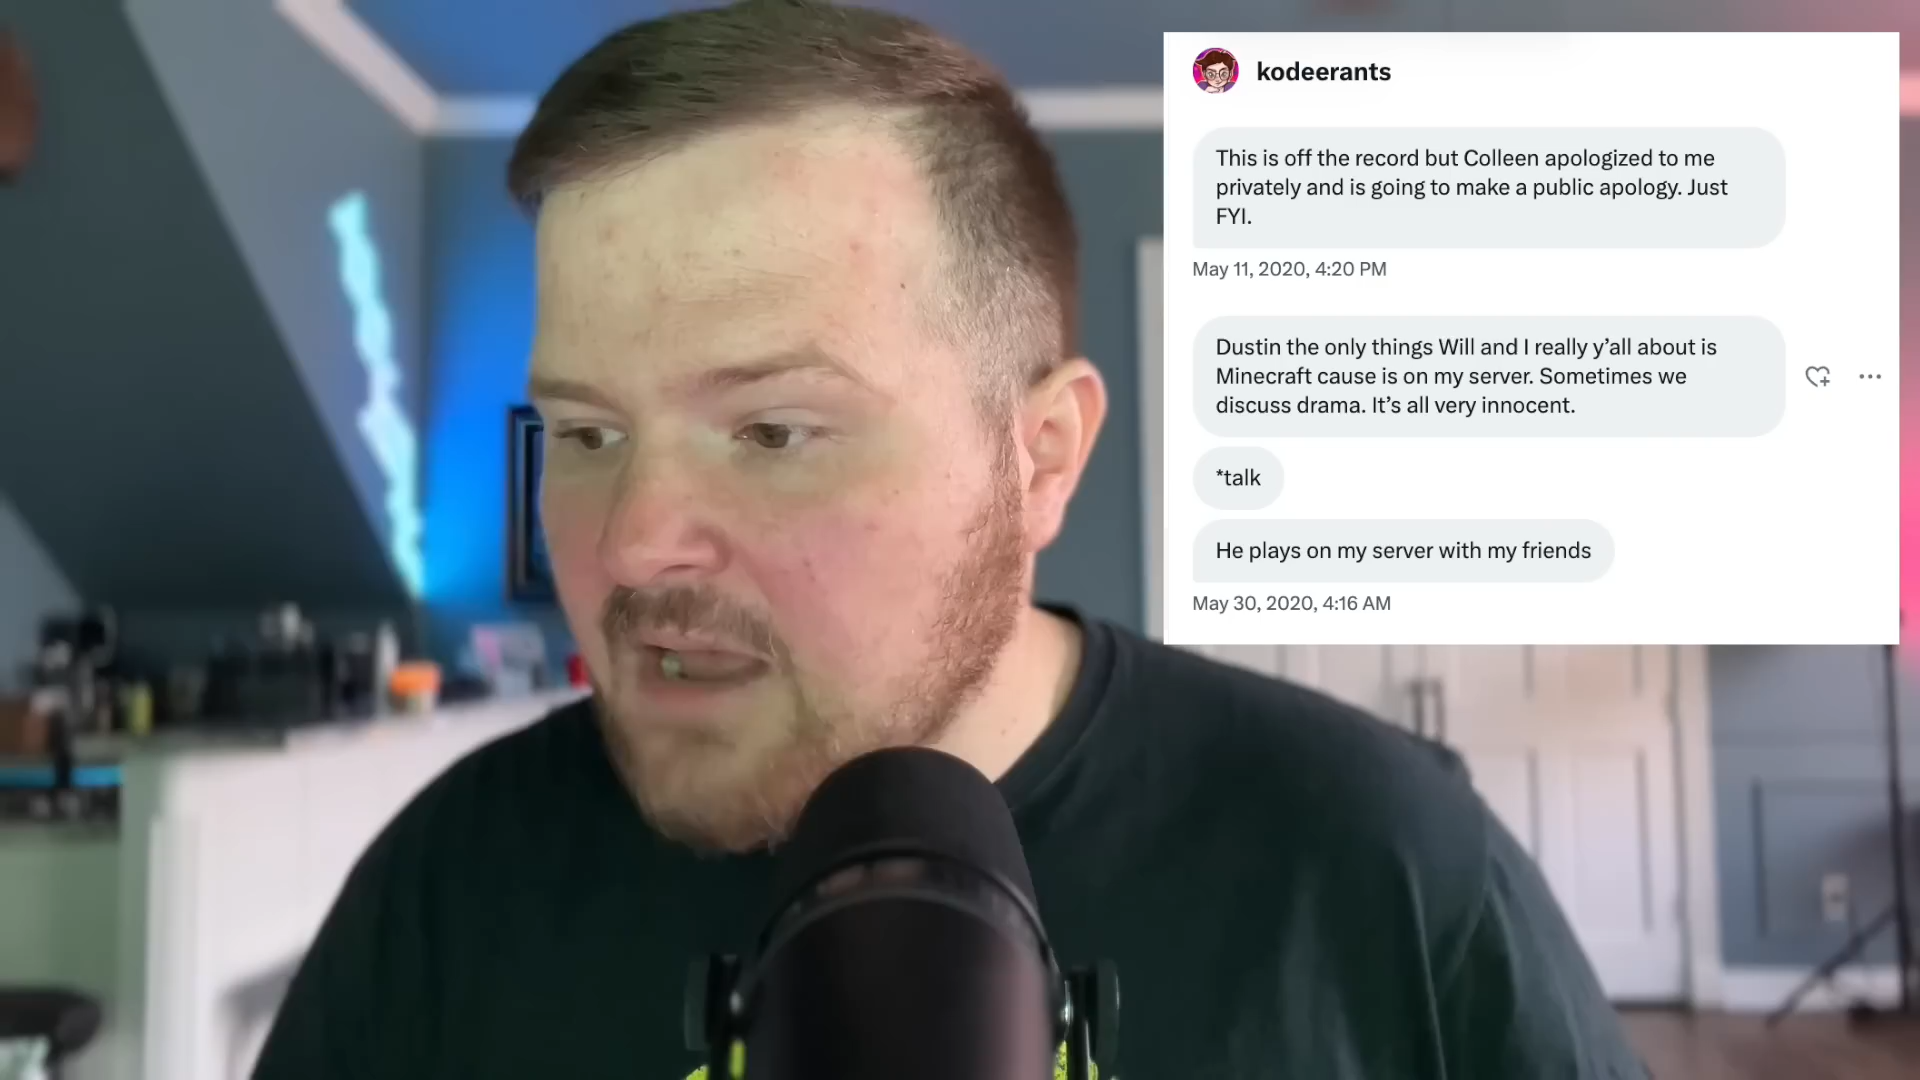 kodeerants
This is off the record but Colleen apologized to me
privately and is going to make a public apology. Just
FYI.
May 11, 2020, 4:20 PM
Dustin the only things Will and I really y’all about is
Minecraft cause is on my server. Sometimes we
discuss drama. It’s all very innocent.
*talk
He plays on my server with my friends
May 30, 2020, 4:16 AM